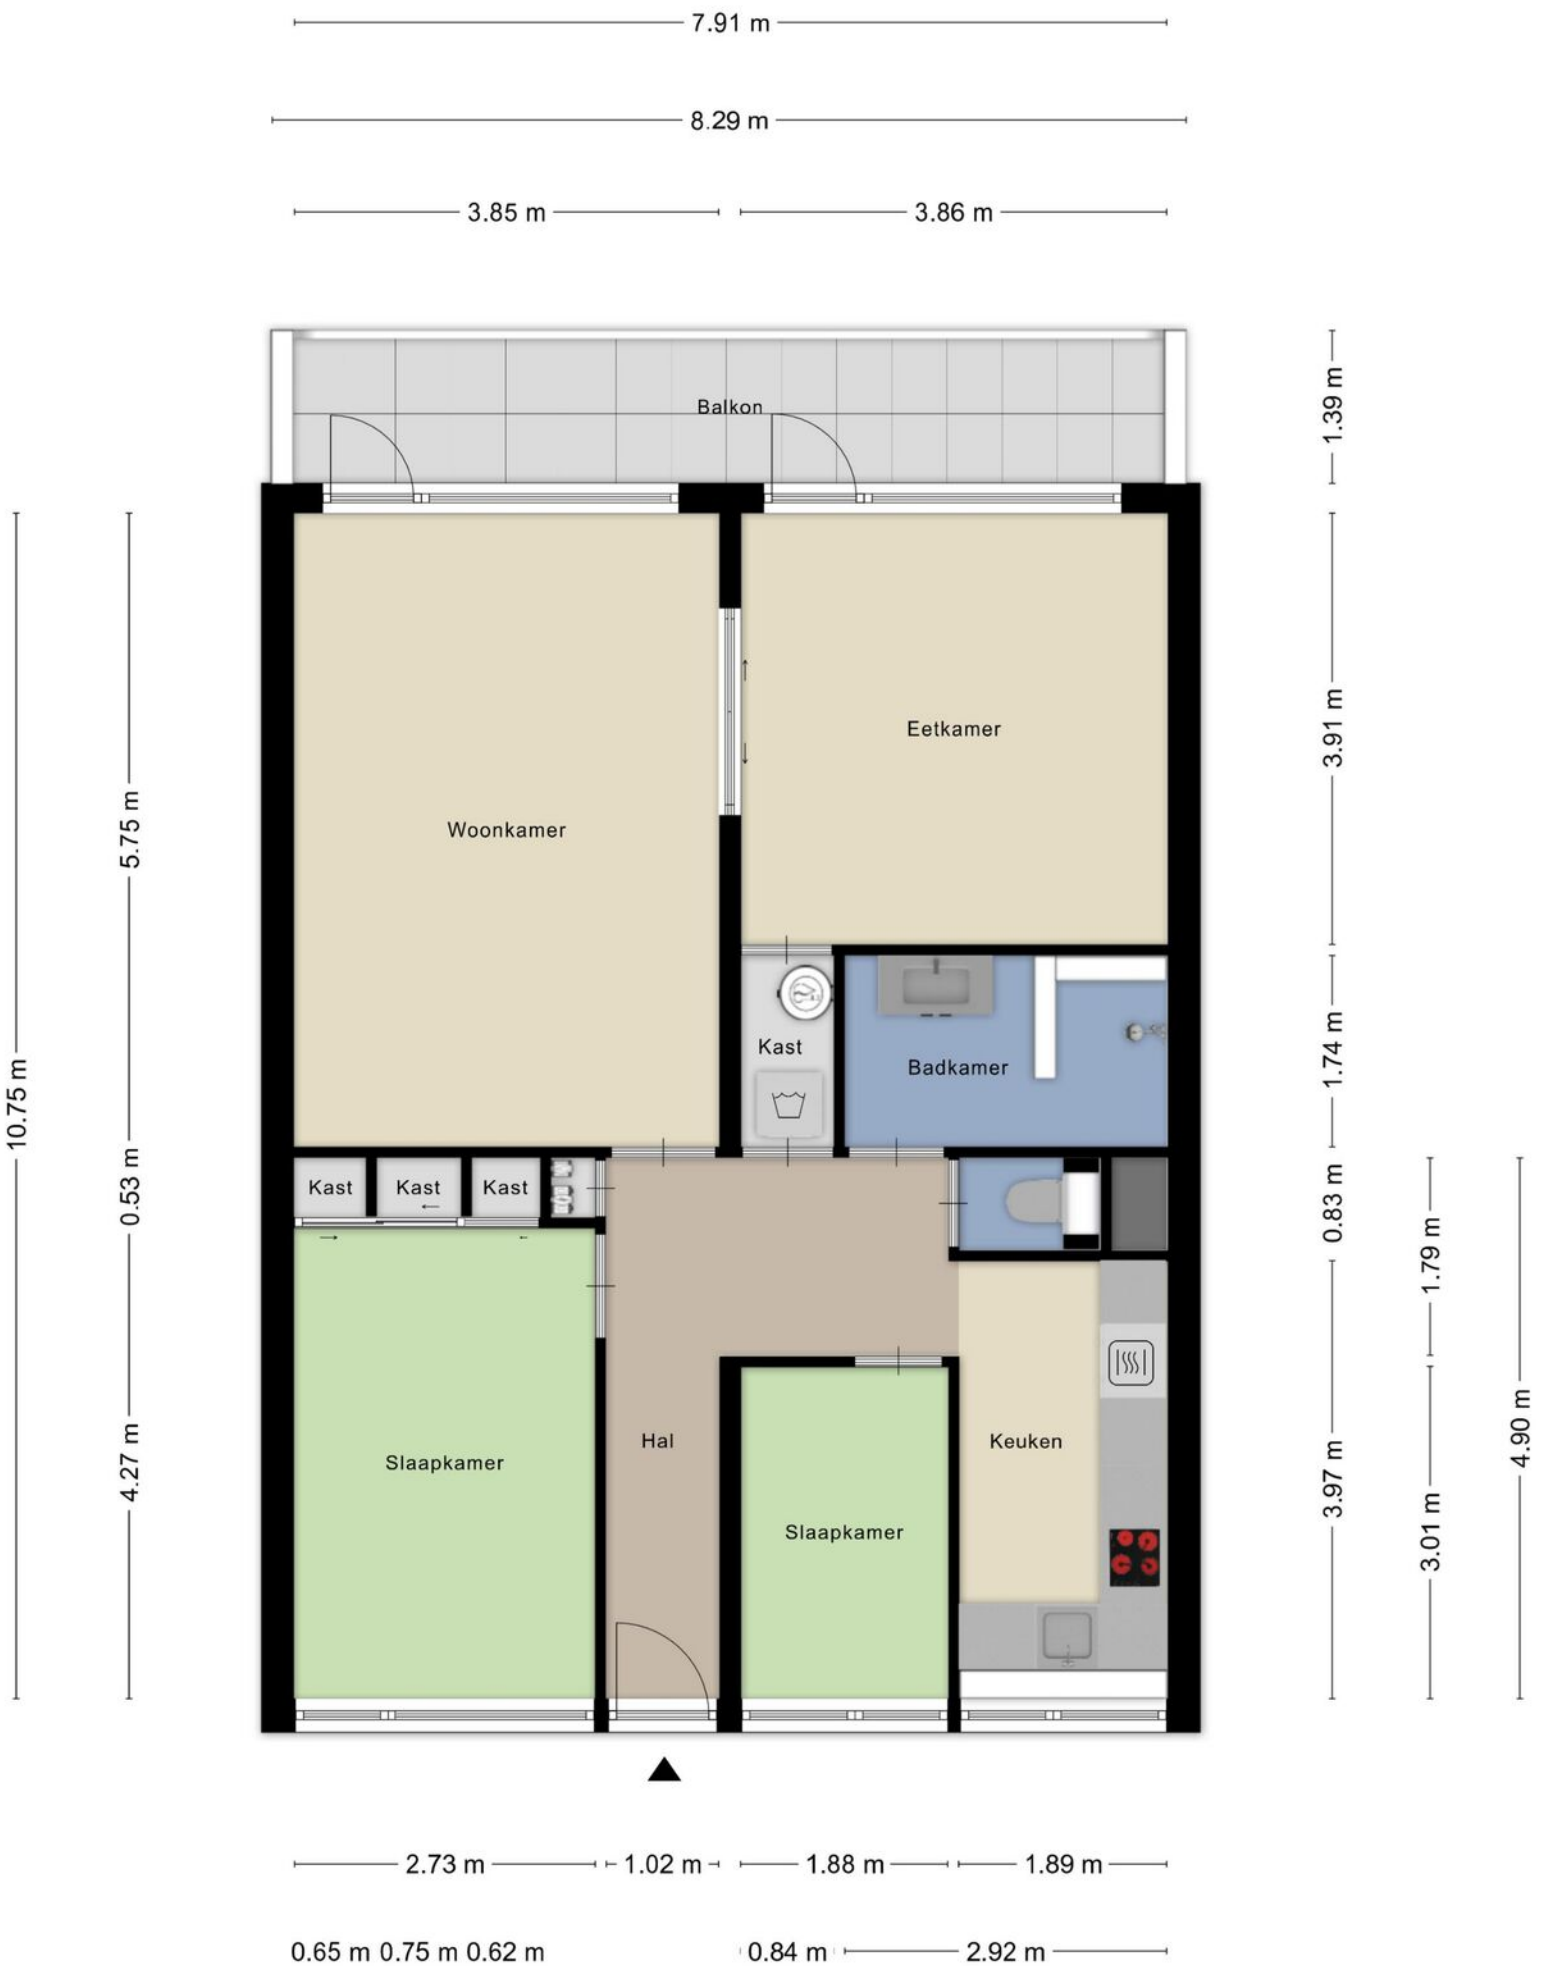 7.91 m
8.29 m
3.85 m
3.86 m
Balkon
1.39 m
Woonkamer
Eetkamer
10.75 m
5.75 m
3.91 m
Kast
Badkamer
1.74 m
Kast
Kast
Kast
0.53 m
0.83 m
1.79 m
Slaapkamer
Hal
Slaapkamer
Keuken
4.27 m
3.97 m
3.01 m
4.90 m
2.73 m
1.02 m
1.88 m
1.89 m
0.65 m 0.75 m 0.62 m
0.84 m
2.92 m